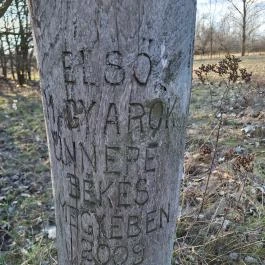 ELSŐ
MAGYAROK
ÜNNEPE
BÉKÉS
MEGYÉBEN
2009